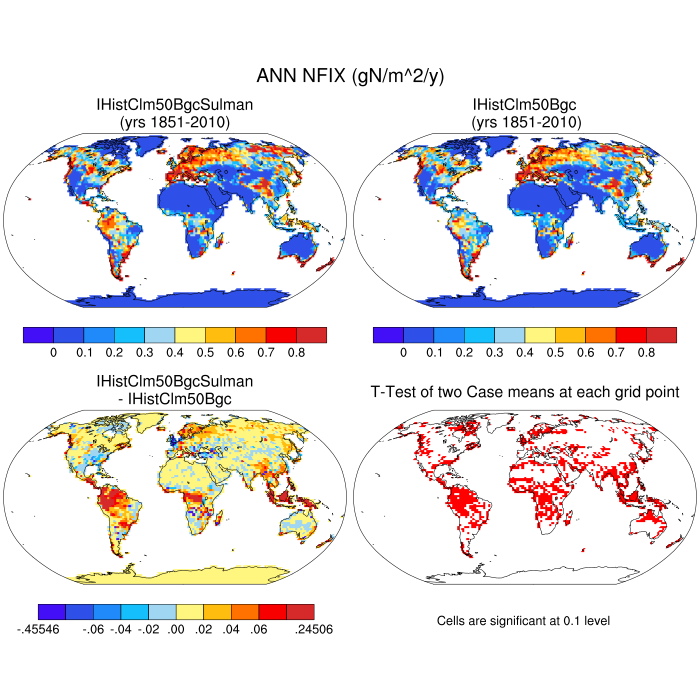 ANN NFIX (gN/m^2/y)
IHistClm50BgcSulman
(yrs 1851-2010)
IHistClm50Bgc
(yrs 1851-2010)
0 0.1 0.2 0.3 0.4 0.5 0.6 0.7 0.8
0 0.1 0.2 0.3 0.4 0.5 0.6 0.7 0.8
IHistClm50BgcSulman
- IHistClm50Bgc
T-Test of two Case means at each grid point
-.45546 -.06 -.04 -.02 .00 .02 .04 .06 .24506
Cells are significant at 0.1 level